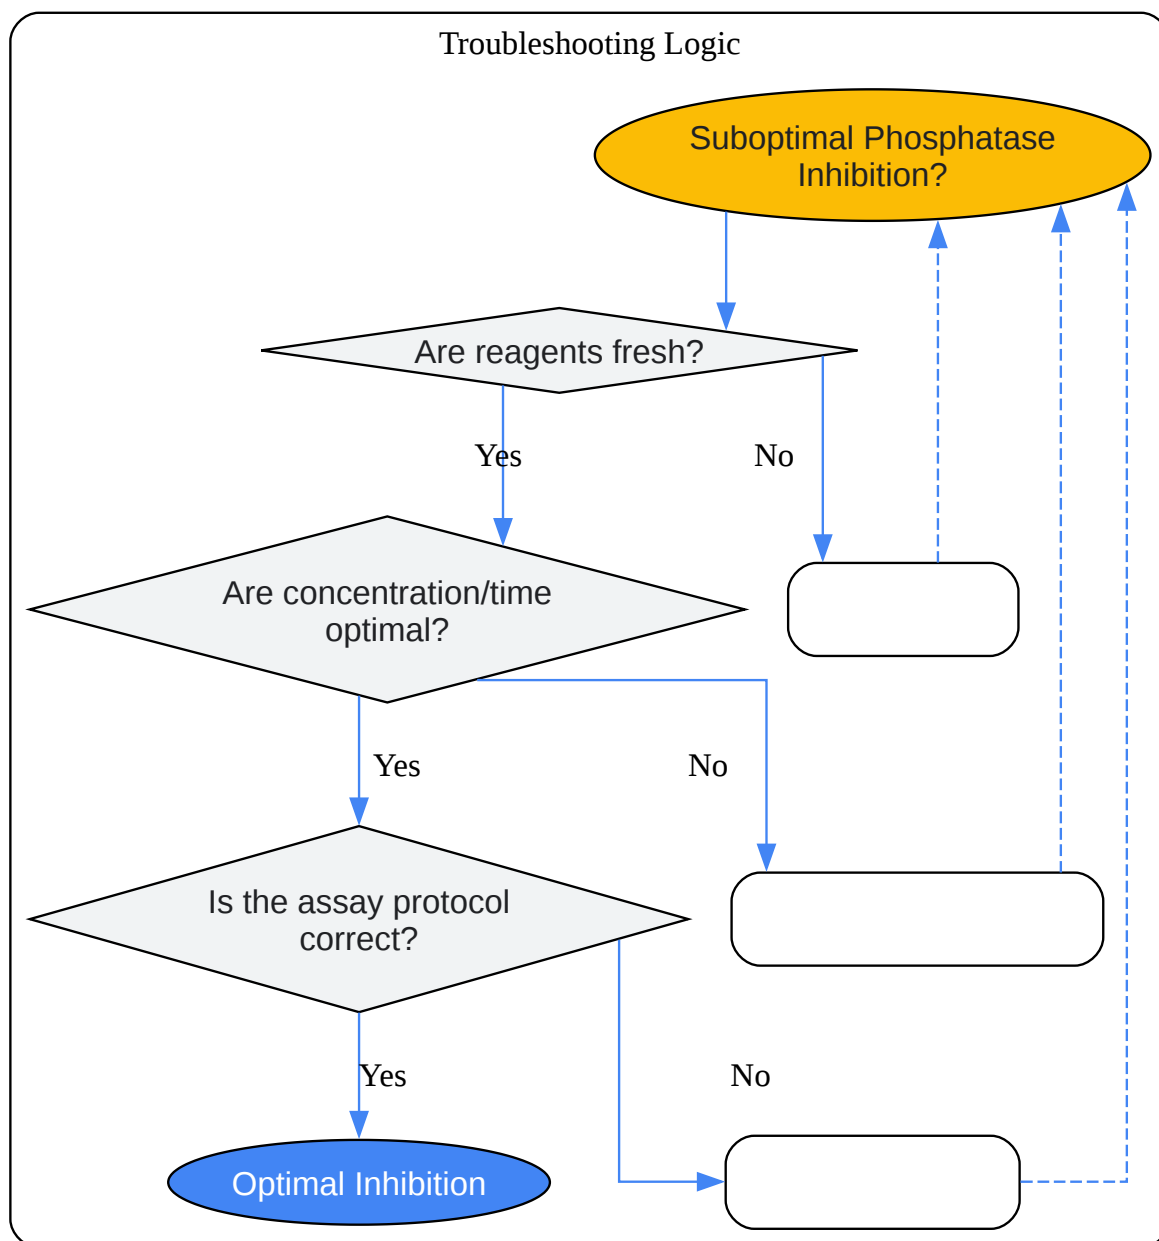 Troubleshooting Logic
Suboptimal Phosphatase
Inhibition?
Are reagents fresh?
Yes
No
Are concentration/time
optimal?
Yes
No
Is the assay protocol
correct?
Yes
No
Optimal Inhibition